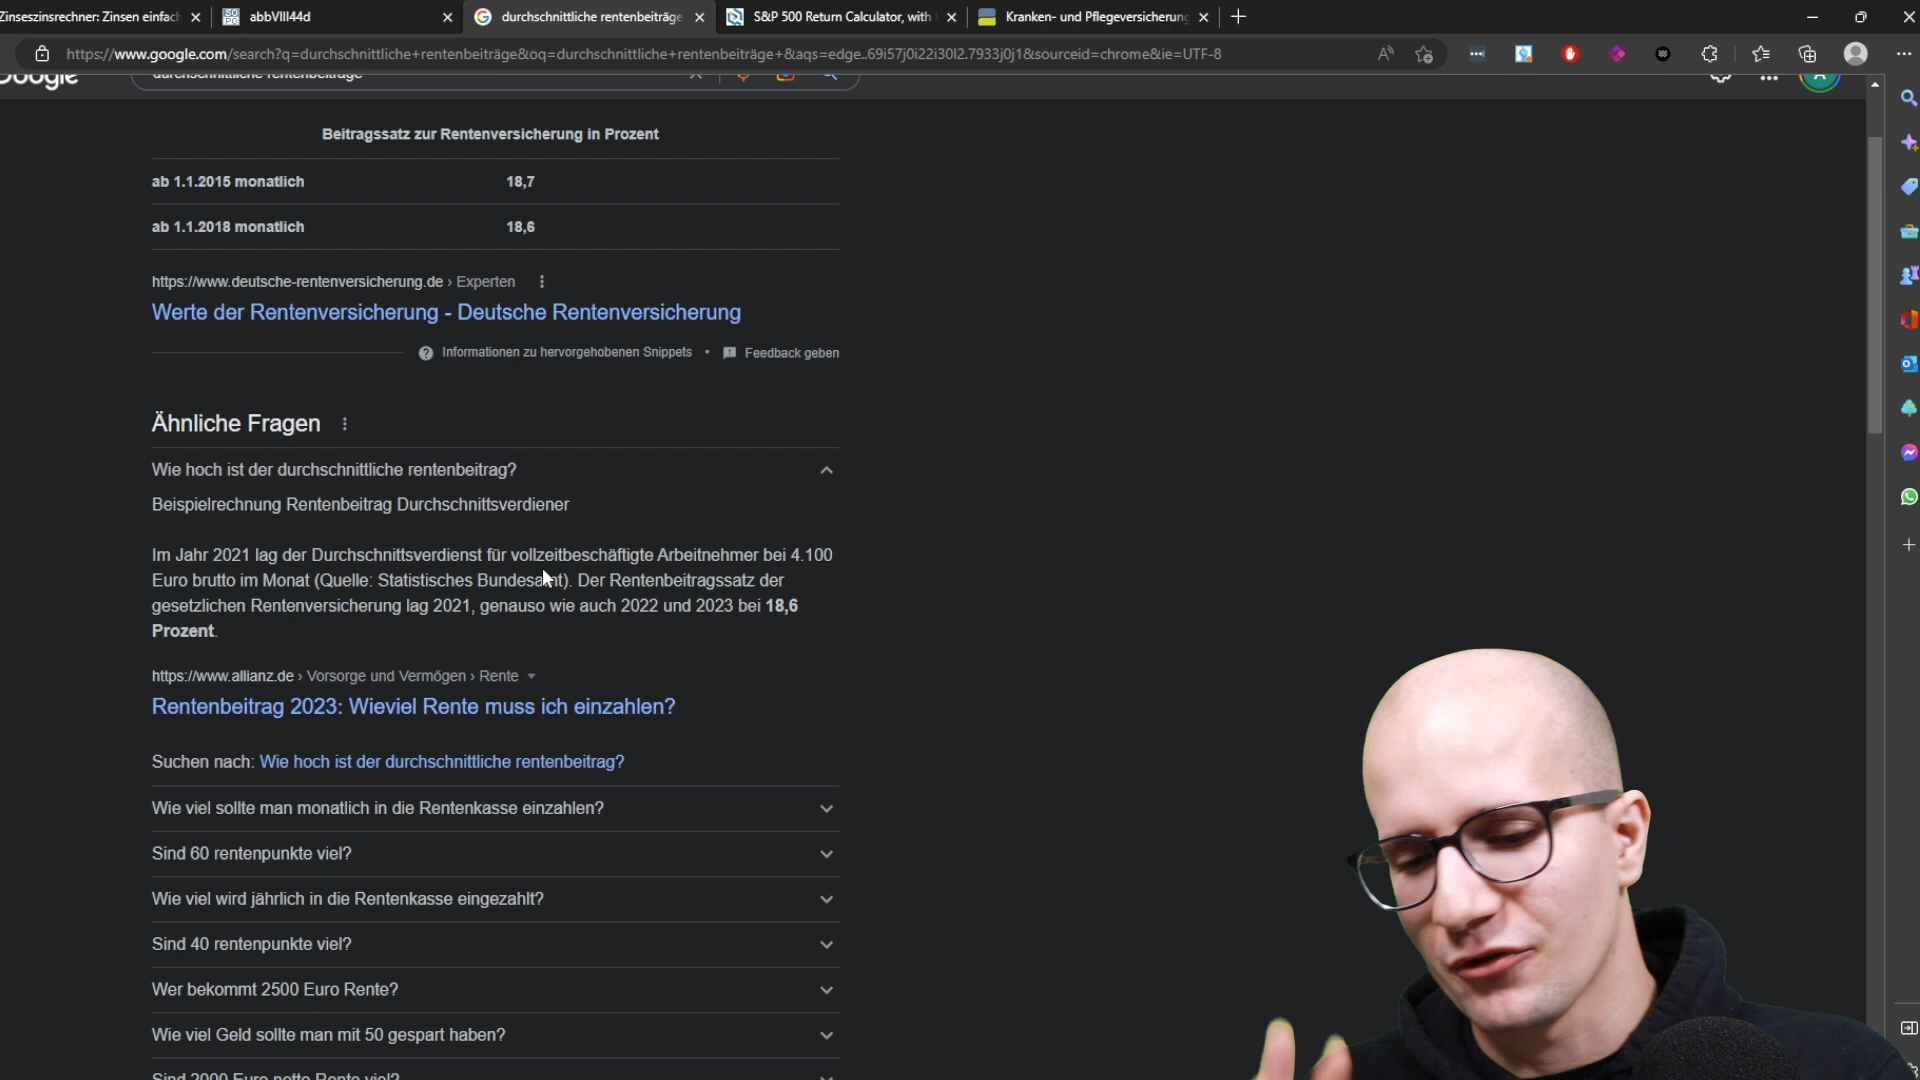 Zinseszinsrechner: Zinsen einfach
abbVIII44d
durchschnittliche rentenbeiträge
S&P 500 Return Calculator, with
Kranken- und Pflegeversicherung
https://www.google.com/search?q=durchschnittliche+rentenbeiträge&oq=durchschnittliche+rentenbeiträge+&aqs=edge..69i57j0i22i30l2.7933j0j1&sourceid=chrome&ie=UTF-8
durchschnittliche rentenbeiträge
Beitragssatz zur Rentenversicherung in Prozent
ab 1.1.2015 monatlich 18,7
ab 1.1.2018 monatlich 18,6
https://www.deutsche-rentenversicherung.de › Experten
Werte der Rentenversicherung - Deutsche Rentenversicherung
Informationen zu hervorgehobenen Snippets • Feedback geben
Ähnliche Fragen
Wie hoch ist der durchschnittliche rentenbeitrag?
Beispielrechnung Rentenbeitrag Durchschnittsverdiener
Im Jahr 2021 lag der Durchschnittsverdienst für vollzeitbeschäftigte Arbeitnehmer bei 4.100
Euro brutto im Monat (Quelle: Statistisches Bundesamt). Der Rentenbeitragssatz der
gesetzlichen Rentenversicherung lag 2021, genauso wie auch 2022 und 2023 bei 18,6
Prozent.
https://www.allianz.de › Vorsorge und Vermögen › Rente
Rentenbeitrag 2023: Wieviel Rente muss ich einzahlen?
Suchen nach: Wie hoch ist der durchschnittliche rentenbeitrag?
Wie viel sollte man monatlich in die Rentenkasse einzahlen?
Sind 60 rentenpunkte viel?
Wie viel wird jährlich in die Rentenkasse eingezahlt?
Sind 40 rentenpunkte viel?
Wer bekommt 2500 Euro Rente?
Wie viel Geld sollte man mit 50 gespart haben?
Sind 2000 Euro netto Rente viel?